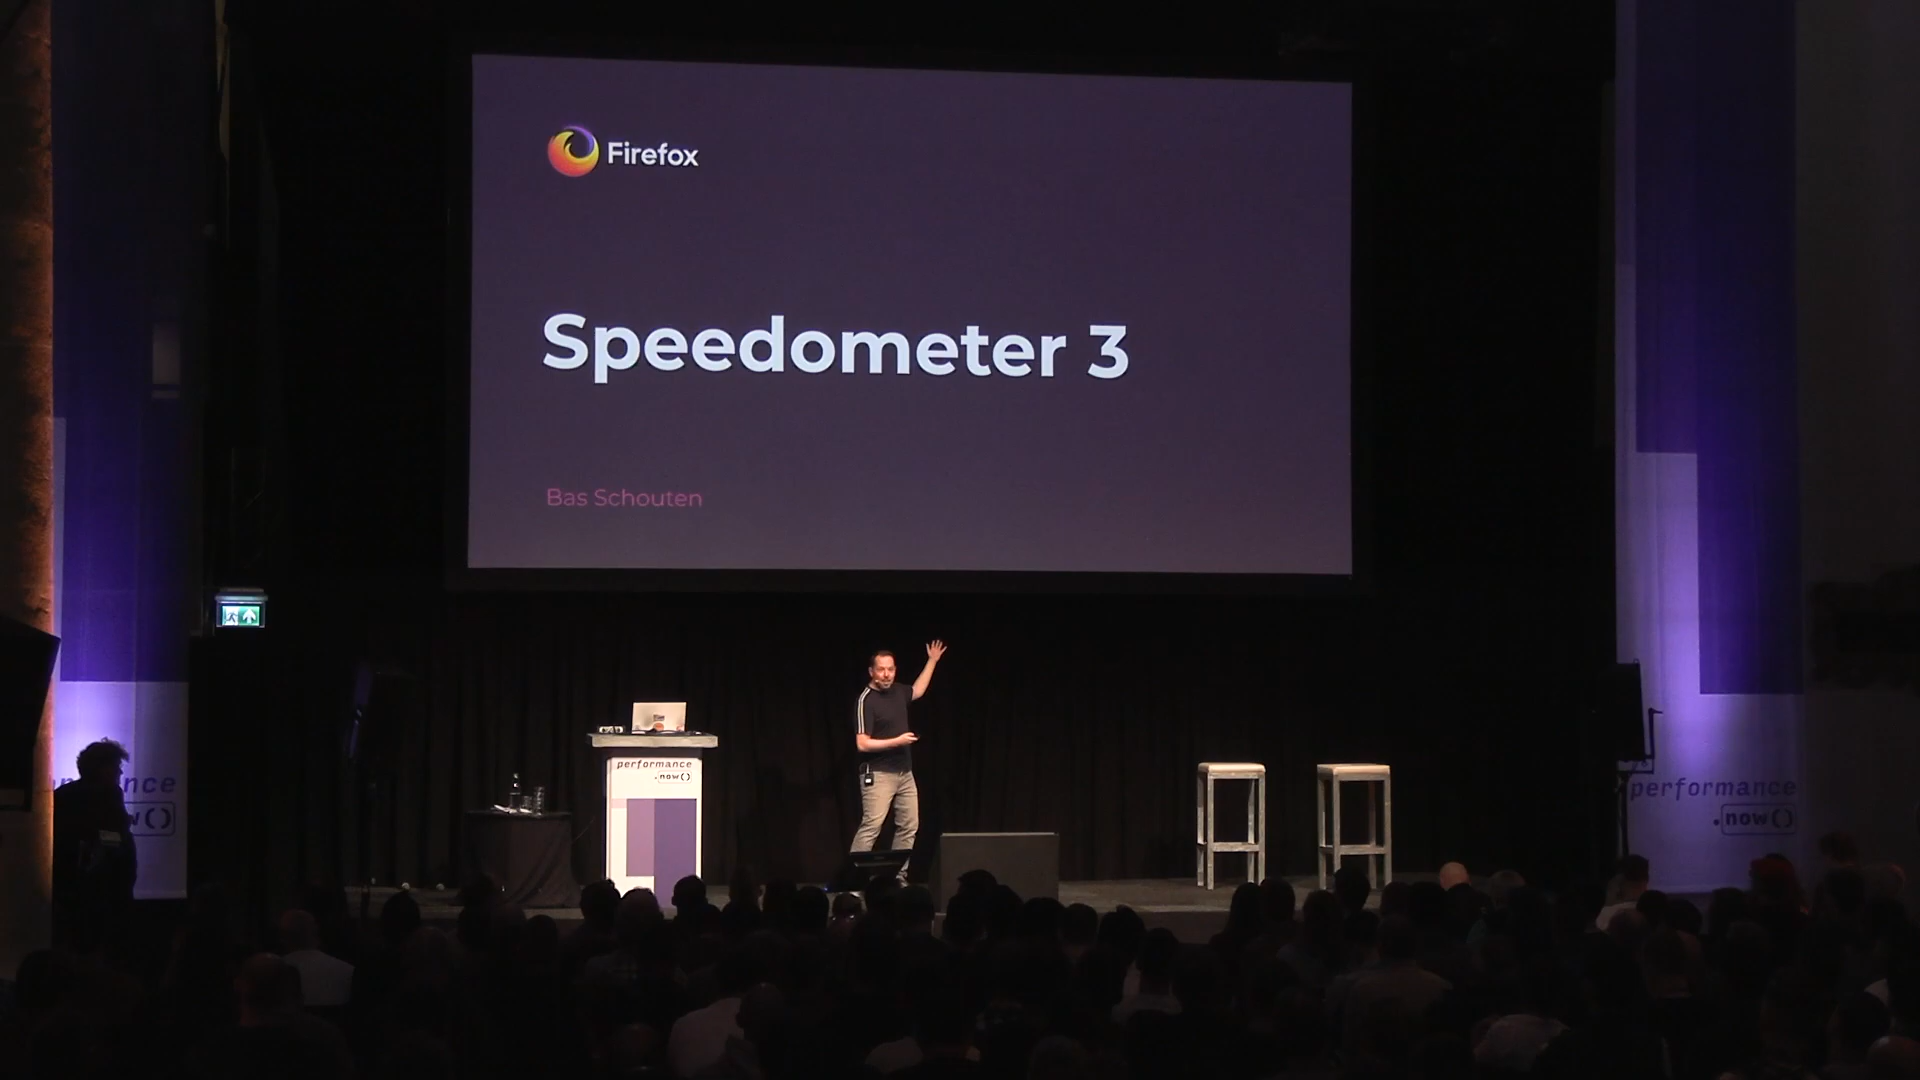 Firefox
Speedometer 3
Bas Schouten
performance
.now()
performance
.now()